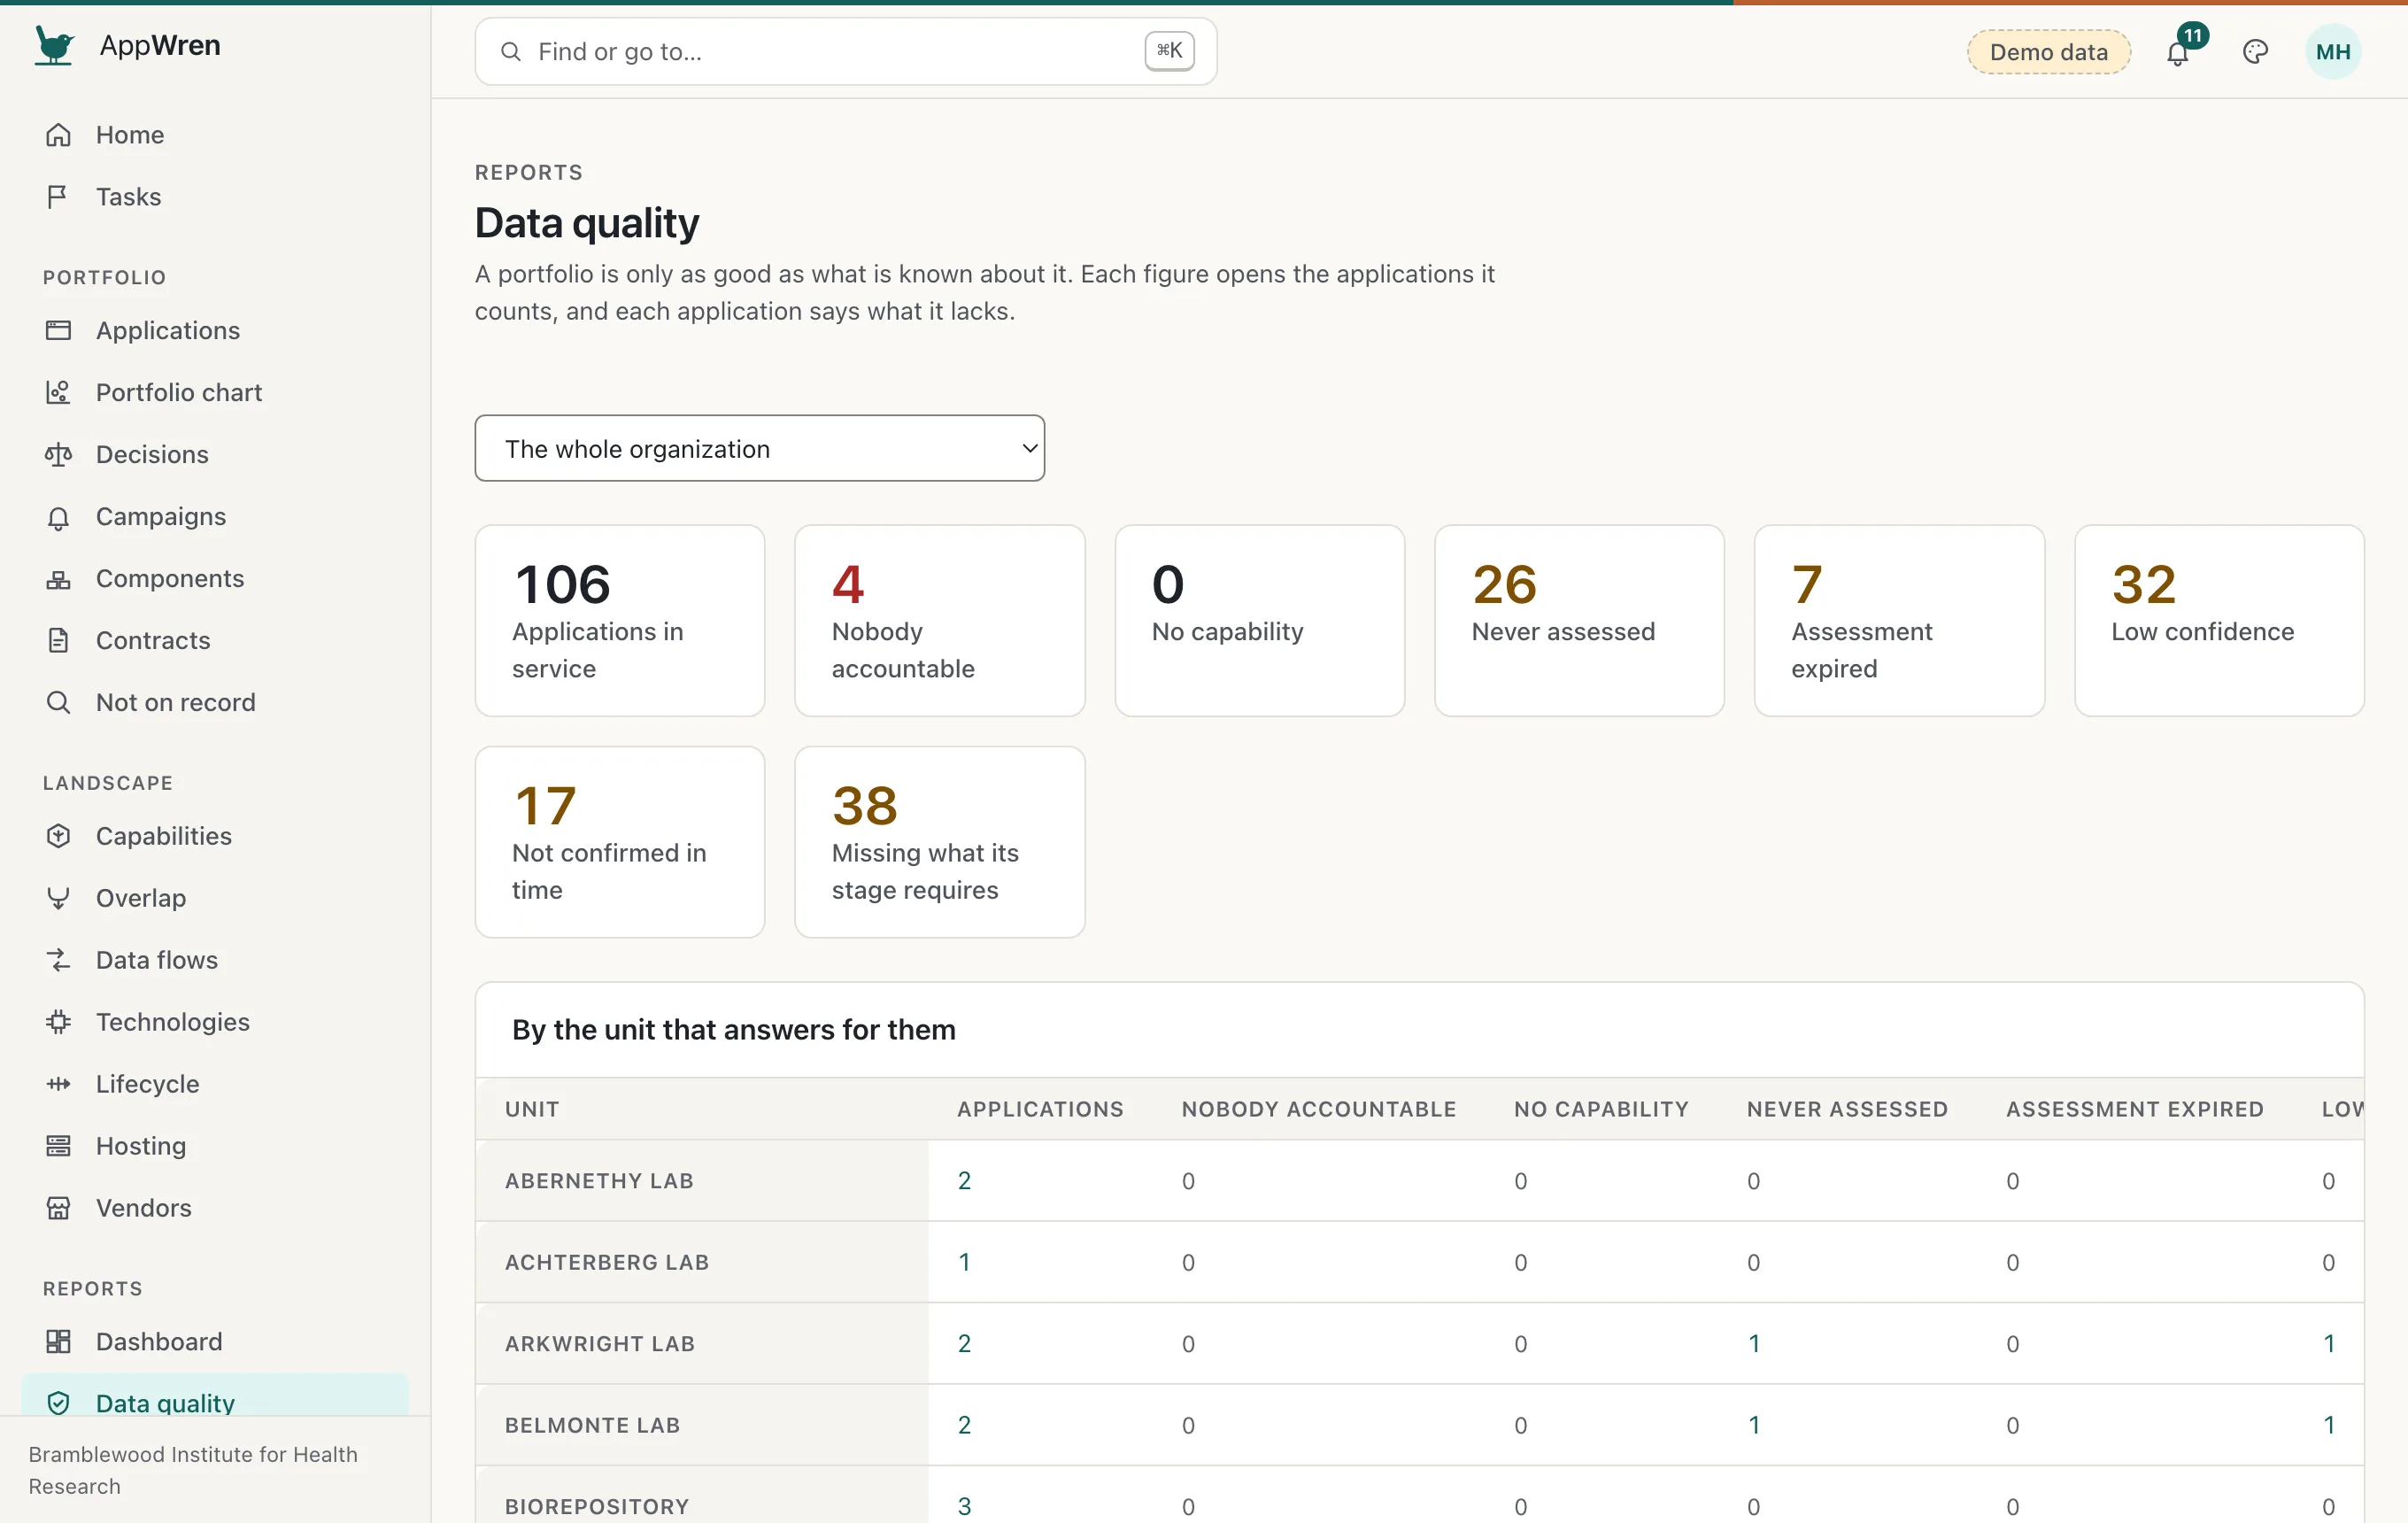 AppWren
Find or go to...
⌘K
Demo data
11
MH
Home
Tasks
PORTFOLIO
Applications
Portfolio chart
Decisions
Campaigns
Components
Contracts
Not on record
LANDSCAPE
Capabilities
Overlap
Data flows
Technologies
Lifecycle
Hosting
Vendors
REPORTS
Dashboard
Data quality
Bramblewood Institute for Health
Research
REPORTS
Data quality
A portfolio is only as good as what is known about it. Each figure opens the applications it
counts, and each application says what it lacks.
The whole organization
106
Applications in
service
4
Nobody
accountable
0
No capability
26
Never assessed
7
Assessment
expired
32
Low confidence
17
Not confirmed in
time
38
Missing what its
stage requires
By the unit that answers for them
UNIT APPLICATIONS NOBODY ACCOUNTABLE NO CAPABILITY NEVER ASSESSED ASSESSMENT EXPIRED LOW
ABERNETHY LAB 2 0 0 0 0 0
ACHTERBERG LAB 1 0 0 0 0 0
ARKWRIGHT LAB 2 0 0 1 0 1
BELMONTE LAB 2 0 0 1 0 1
BIOREPOSITORY 3 0 0 0 0 0